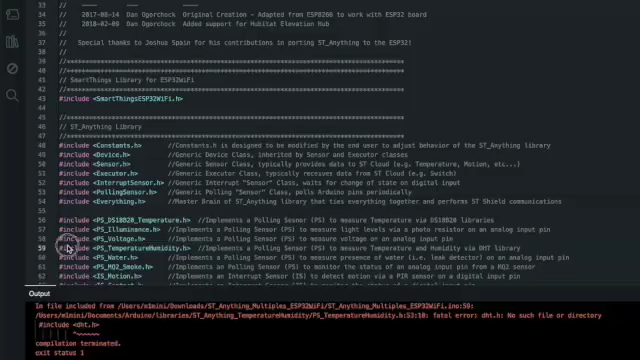 33 // ---- --- ----
34 // 2017-08-14 Dan Ogorchock Original Creation - Adapted from ESP8266 to work with ESP32 board
35 // 2018-02-09 Dan Ogorchock Added support for Hubitat Elevation Hub
36 //
37 // Special thanks to Joshua Spain for his contributions in porting ST_Anything to the ESP32!
38 //
39 //******************************************************************************************
40 //******************************************************************************************
41 // SmartThings Library for ESP32WiFi
42 //******************************************************************************************
43 #include <SmartThingsESP32WiFi.h>
44
45 //******************************************************************************************
46 // ST_Anything Library
47 //******************************************************************************************
48 #include <Constants.h> //Constants.h is designed to be modified by the end user to adjust behavior of the ST_Anything library
49 #include <Device.h> //Generic Device Class, inherited by Sensor and Executor classes
50 #include <Sensor.h> //Generic Sensor Class, typically provides data to ST Cloud (e.g. Temperature, Motion, etc...)
51 #include <Executor.h> //Generic Executor Class, typically receives data from ST Cloud (e.g. Switch)
52 #include <InterruptSensor.h> //Generic Interrupt "Sensor" Class, waits for change of state on digital input
53 #include <PollingSensor.h> //Generic Polling "Sensor" Class, polls Arduino pins periodically
54 #include <Everything.h> //Master Brain of ST_Anything library that ties everything together and performs ST Shield communications
55
56 #include <PS_DS18B20_Temperature.h> //Implements a Polling Sesnor (PS) to measure Temperature via DS18B20 libraries
57 #include <PS_Illuminance.h> //Implements a Polling Sensor (PS) to measure light levels via a photo resistor on an analog input pin
58 #include <PS_Voltage.h> //Implements a Polling Sensor (PS) to measure voltage on an analog input pin
59 #include <PS_TemperatureHumidity.h> //Implements a Polling Sensor (PS) to measure Temperature and Humidity via DHT library
60 #include <PS_Water.h> //Implements a Polling Sensor (PS) to measure presence of water (i.e. leak detector) on an analog input pin
61 #include <PS_MQ2_Smoke.h> //Implements an Polling Sensor (PS) to monitor the status of an analog input pin from a MQ2 sensor
62 #include <IS_Motion.h> //Implements an Interrupt Sensor (IS) to detect motion via a PIR sensor on a digital input pin
Output
In file included from /Users/m1mini/Downloads/ST_Anything_Multiples_ESP32WiFi/ST_Anything_Multiples_ESP32WiFi.ino:59:
/Users/m1mini/Documents/Arduino/libraries/ST_Anything_TemperatureHumidity/PS_TemperatureHumidity.h:53:18: fatal error: dht.h: No such file or directory
#include <dht.h>
^~~~~~~
compilation terminated.
exit status 1